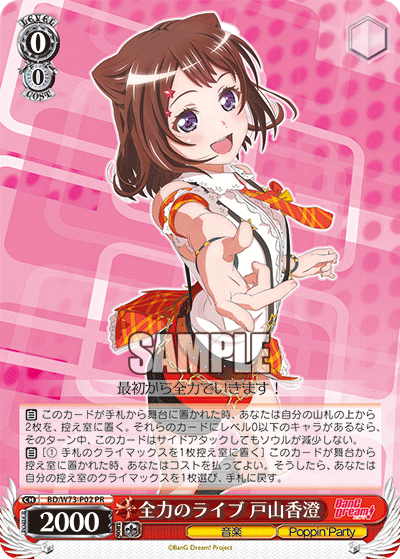 LEVEL
0
0
COST
SAMPLE
最初から全力でいきます!
自 このカードが手札から舞台に置かれた時、あなたは自分の山札の上から
2枚を、控え室に置く。それらのカードにレベル0以下のキャラがあるなら、
そのターン中、このカードはサイドアタックしてもソウルが減少しない。
自 [① 手札のクライマックスを1枚控え室に置く] このカードが舞台から
控え室に置かれた時、あなたはコストを払ってよい。そうしたら、あなたは
自分の控え室のクライマックスを1枚選び、手札に戻す。
CH BD/W73-P02 PR
全力のライブ 戸山香澄
BanG Dream!
POWER
2000
音楽
Poppin'Party
©BanG Dream! Project